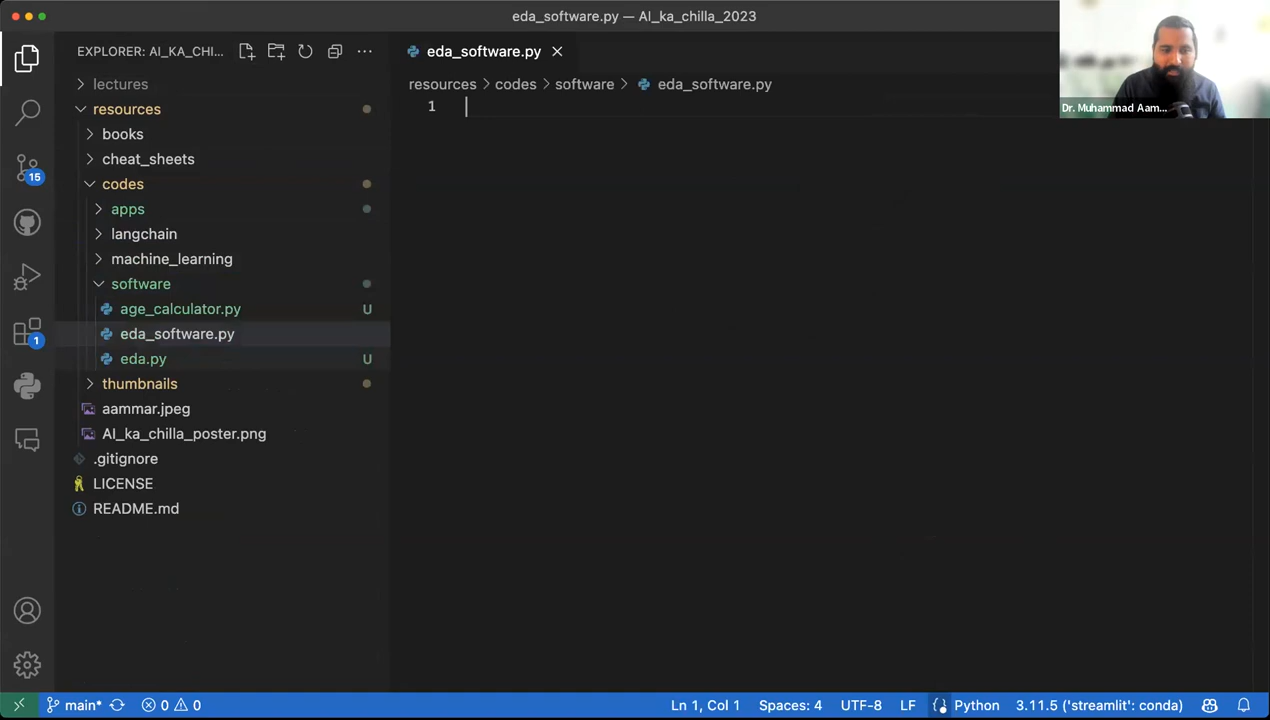 eda_software.py — AI_ka_chilla_2023
EXPLORER: AI_KA_CHI...
lectures
resources
books
cheat_sheets
codes
apps
langchain
machine_learning
software
age_calculator.py U
eda_software.py
eda.py U
thumbnails
aammar.jpeg
AI_ka_chilla_poster.png
.gitignore
LICENSE
README.md
15
1
eda_software.py
resources > codes > software > eda_software.py
1
Dr. Muhammad Aam...
main* 0 0
Ln 1, Col 1 Spaces: 4 UTF-8 LF Python 3.11.5 ('streamlit': conda)